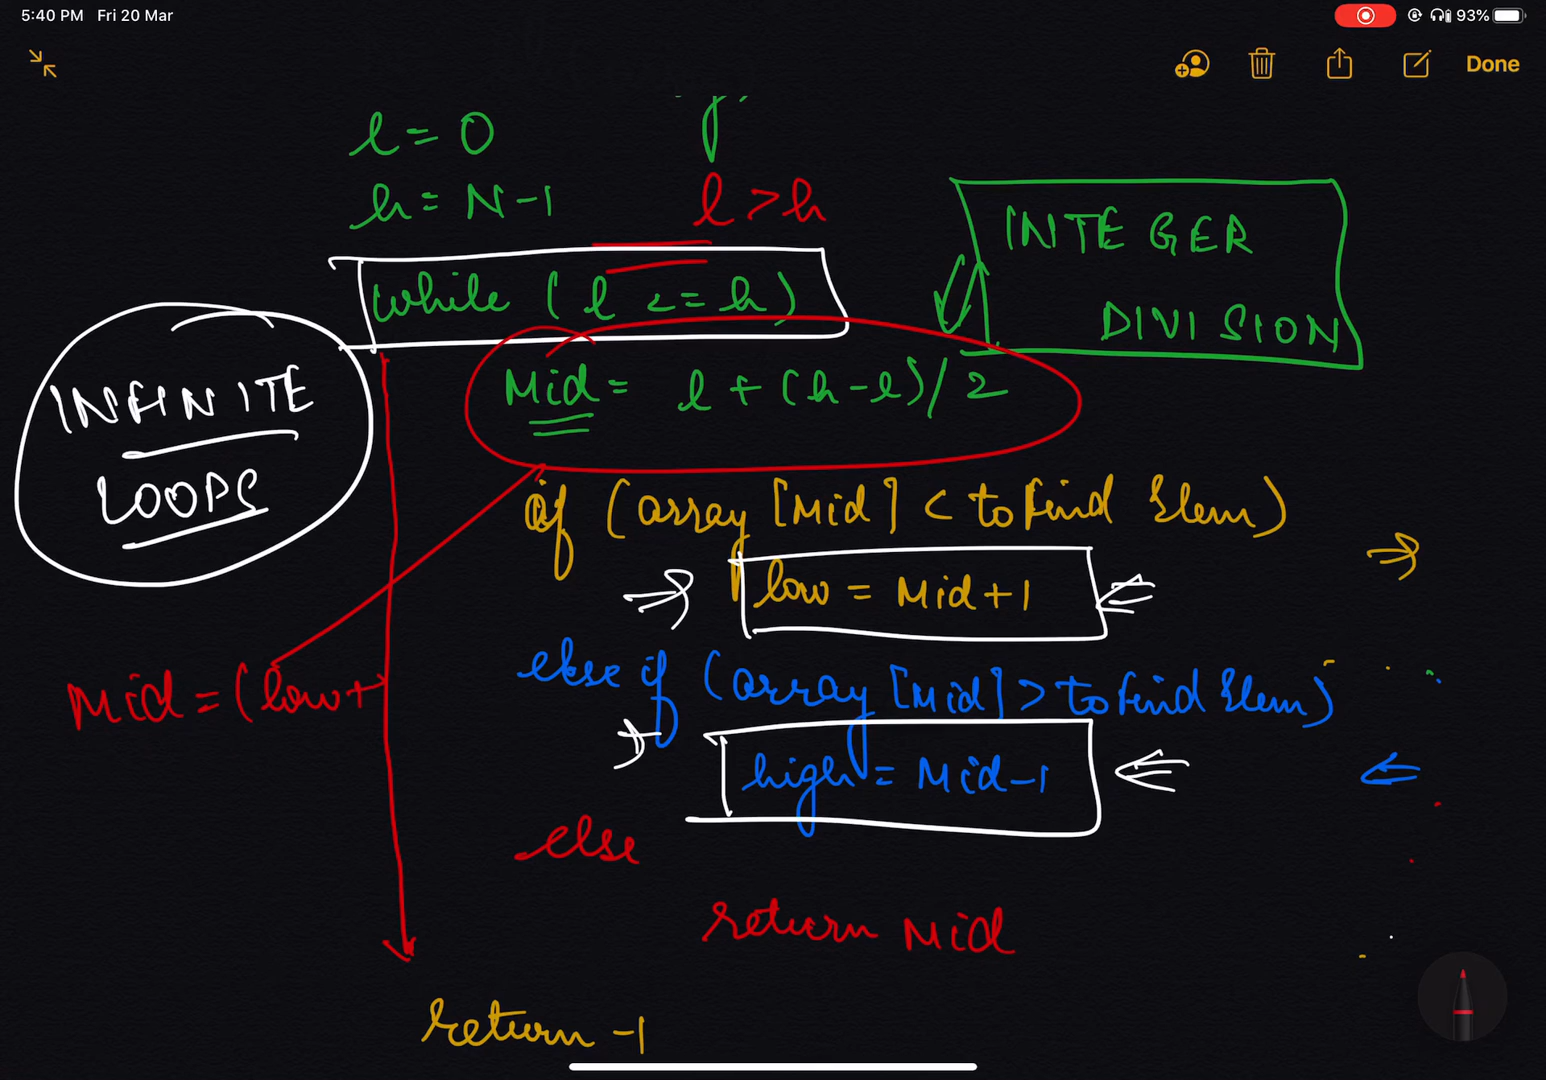 5:40 PM Fri 20 Mar
93%
Done
l = 0
h = N-1
l > h
INTEGER
DIVISION
while ( l <= h )
Mid = l + (h-l)/2
INFINITE
LOOPS
if (array [Mid] < to Find Elem)
low = Mid+1
else if (array [Mid] > to Find Elem)
Mid = (low+
high = Mid-1
else
return Mid
return -1